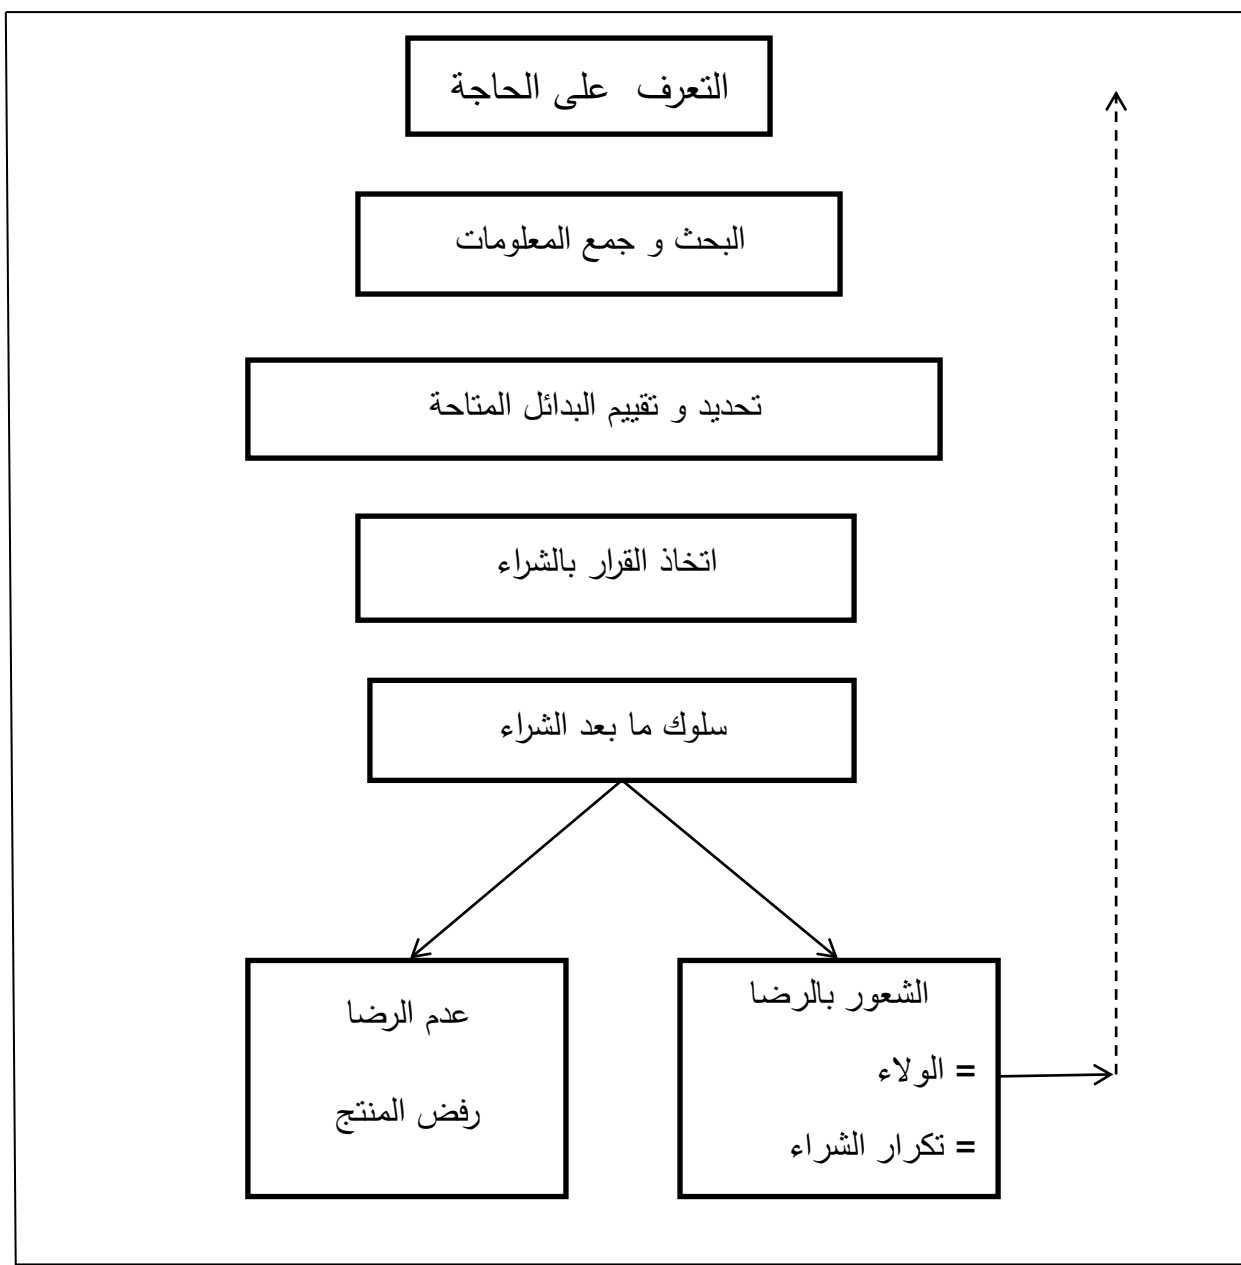 التعرف على الحاجة
البحث و جمع المعلومات
تحديد و تقييم البدائل المتاحة
اتخاذ القرار بالشراء
سلوك ما بعد الشراء
الشعور بالرضا
= الولاء
= تكرار الشراء
عدم الرضا
رفض المنتج